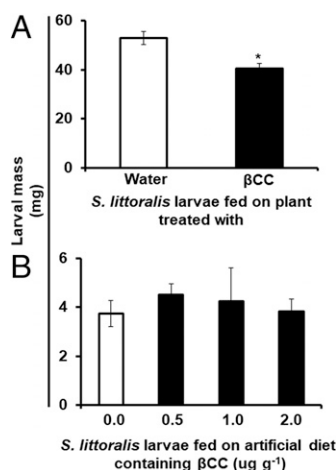 A
60
40
20
0
*
Water βCC
S. littoralis larvae fed on plant
treated with
Larval mass
(mg)
B
6
4
2
0
0.0 0.5 1.0 2.0
S. littoralis larvae fed on artificial diet
containing βCC (ug g-1)